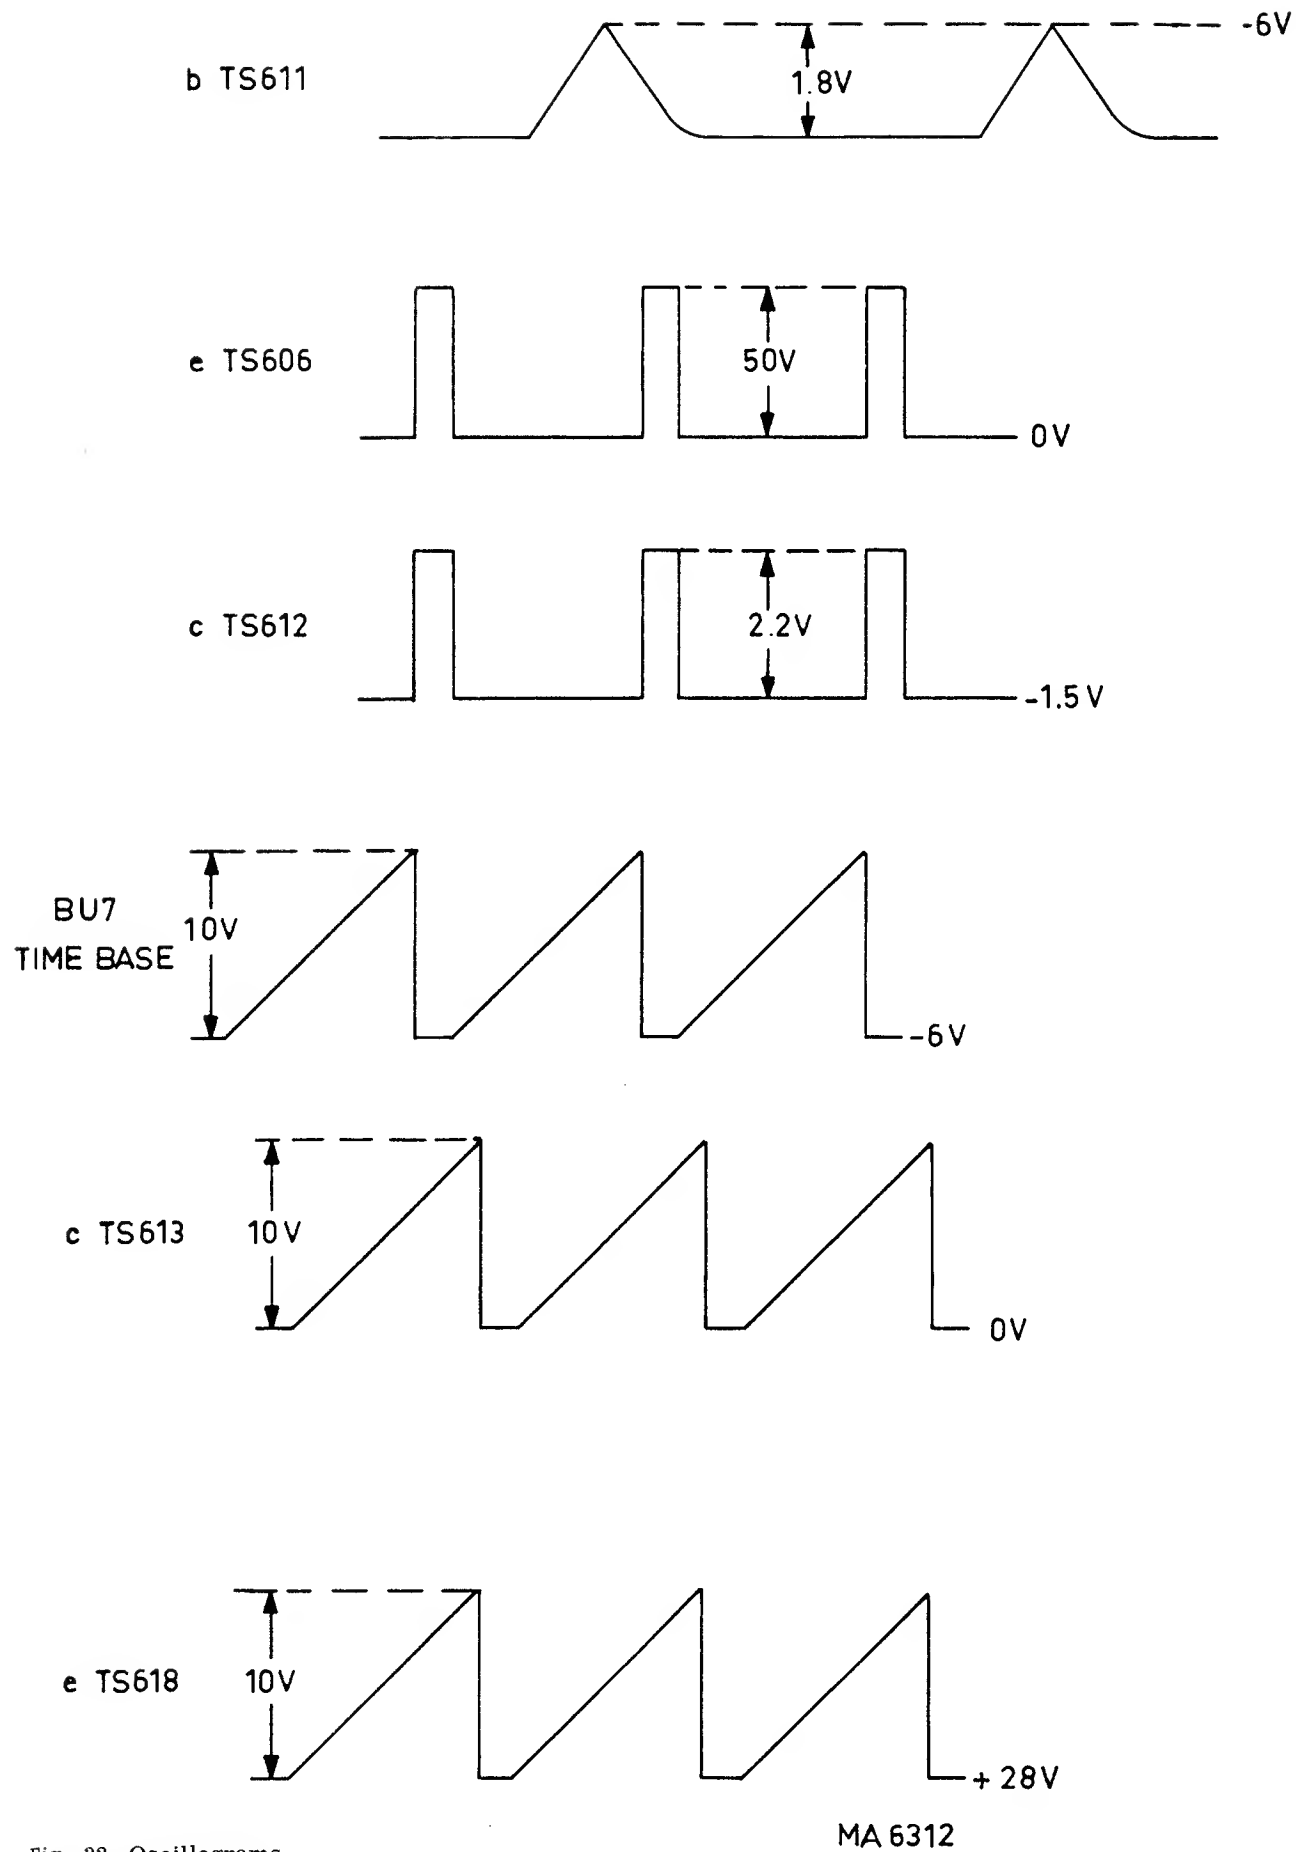 -6V
b TS611
1.8V
e TS606
50V
0V
c TS612
2.2V
-1.5V
BU7
TIME BASE
10V
-6V
c TS613
10V
0V
e TS618
10V
+28V
MA 6312
Oscillograms